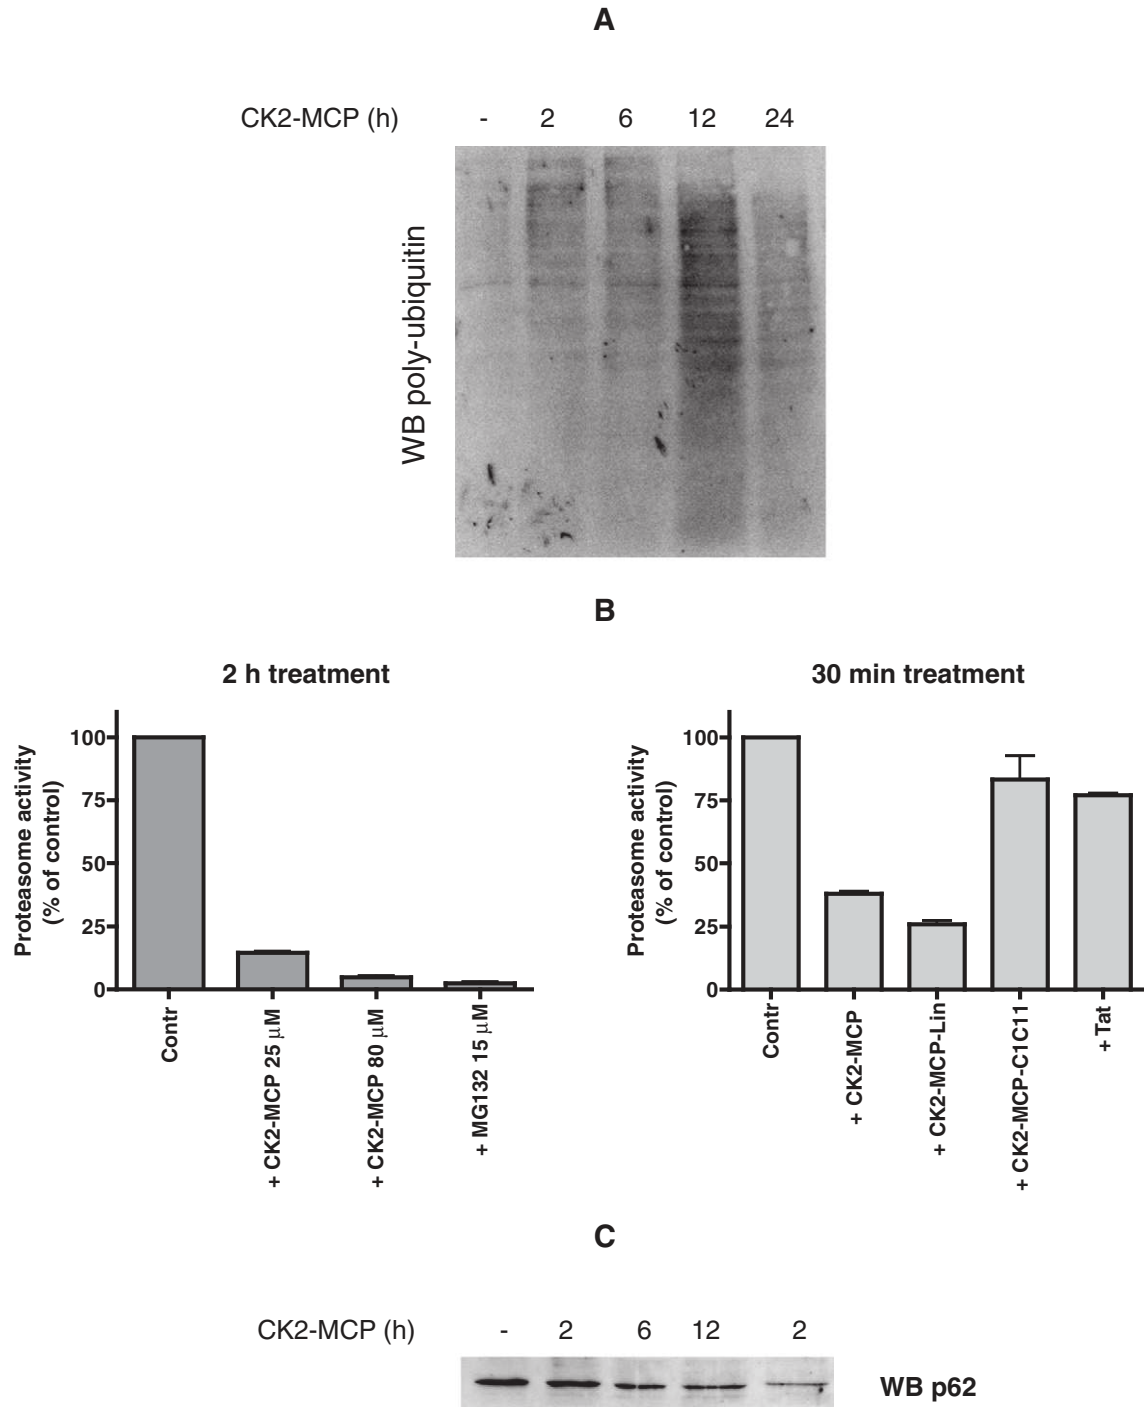 A
CK2-MCP (h) - 2 6 12 24
WB poly-ubiquitin
B
2 h treatment
Proteasome activity
(% of control)
100
75
50
25
0
Contr
+ CK2-MCP 25 μM
+ CK2-MCP 80 μM
+ MG132 15 μM
30 min treatment
Proteasome activity
(% of control)
100
75
50
25
0
Contr
+ CK2-MCP
+ CK2-MCP-Lin
+ CK2-MCP-C1C11
+ Tat
C
CK2-MCP (h) - 2 6 12 2
WB p62